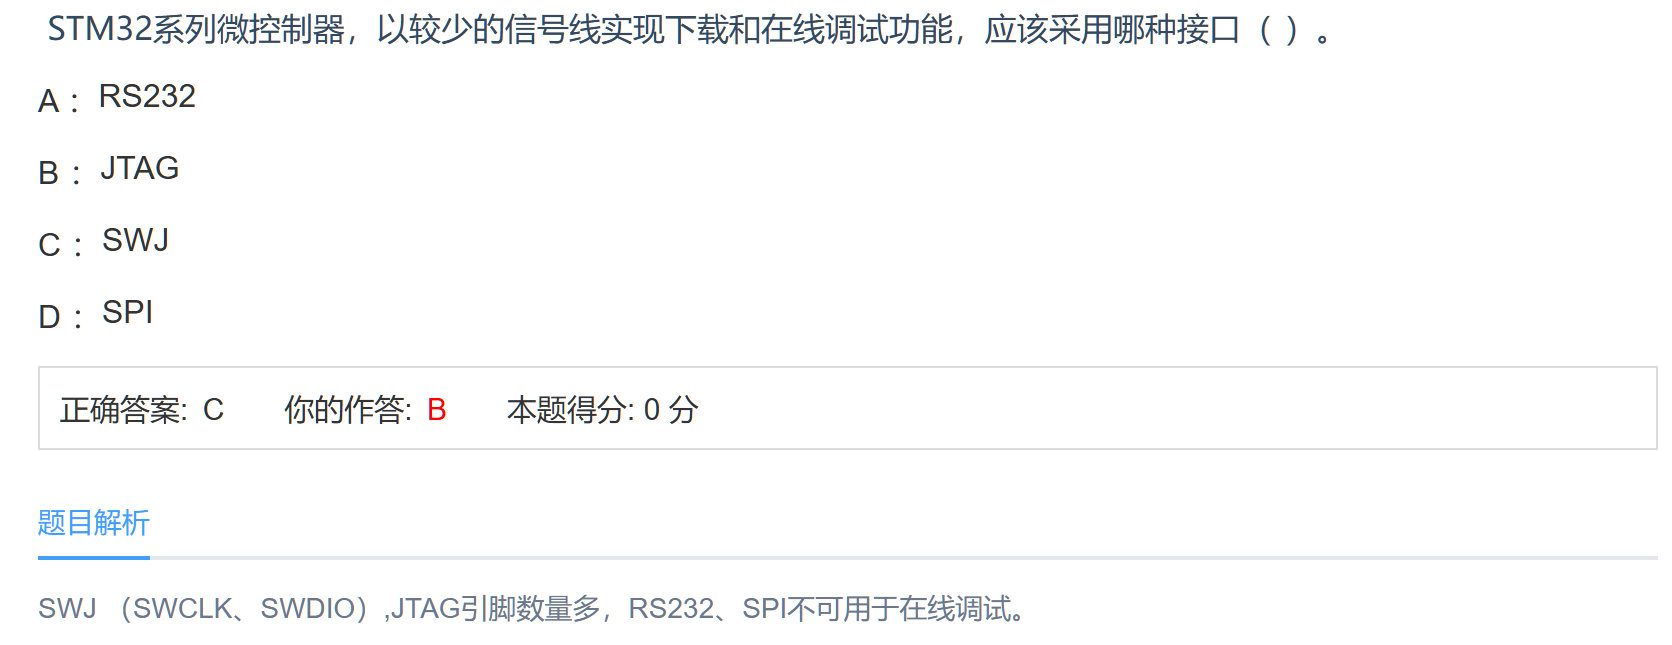 STM32系列微控制器，以较少的信号线实现下载和在线调试功能，应该采用哪种接口（ ）。
A： RS232
B： JTAG
C： SWJ
D： SPI
正确答案: C 你的作答: B 本题得分: 0 分
题目解析
SWJ （SWCLK、SWDIO）,JTAG引脚数量多，RS232、SPI不可用于在线调试。